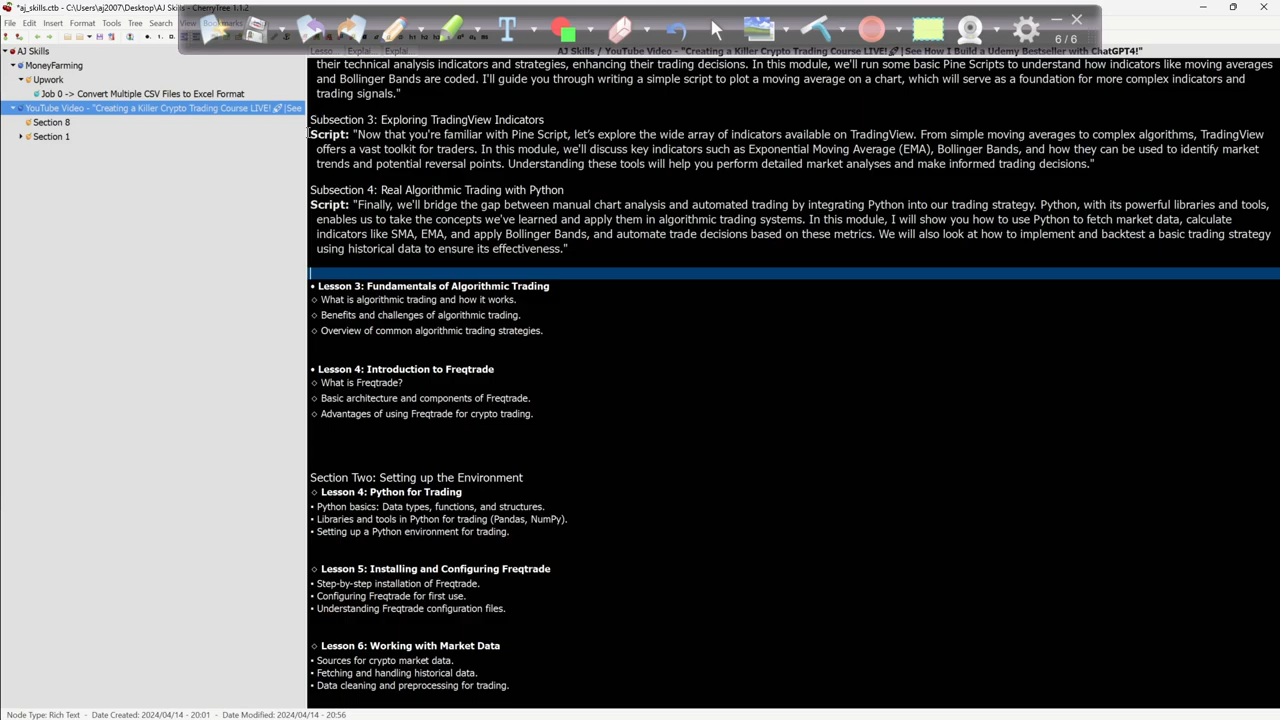 *aj_skills.ctb - C:\Users\aj2007\Desktop\AJ Skills - CherryTree 1.1.2
File Edit Insert Format Tools Tree Search View Bookmarks
6 / 6
Lesso... Explai Explai
AJ Skills / YouTube Video - "Creating a Killer Crypto Trading Course LIVE! 🚀 |See How I Build a Udemy Bestseller with ChatGPT4!"
AJ Skills
MoneyFarming
Upwork
Job 0 -> Convert Multiple CSV Files to Excel Format
YouTube Video - "Creating a Killer Crypto Trading Course LIVE! 🚀 |See
Section 8
Section 1
their technical analysis indicators and strategies, enhancing their trading decisions. In this module, we'll run some basic Pine Scripts to understand how indicators like moving averages
and Bollinger Bands are coded. I'll guide you through writing a simple script to plot a moving average on a chart, which will serve as a foundation for more complex indicators and
trading signals."
Subsection 3: Exploring TradingView Indicators
Script: "Now that you're familiar with Pine Script, let's explore the wide array of indicators available on TradingView. From simple moving averages to complex algorithms, TradingView
offers a vast toolkit for traders. In this module, we'll discuss key indicators such as Exponential Moving Average (EMA), Bollinger Bands, and how they can be used to identify market
trends and potential reversal points. Understanding these tools will help you perform detailed market analyses and make informed trading decisions."
Subsection 4: Real Algorithmic Trading with Python
Script: "Finally, we'll bridge the gap between manual chart analysis and automated trading by integrating Python into our trading strategy. Python, with its powerful libraries and tools,
enables us to take the concepts we've learned and apply them in algorithmic trading systems. In this module, I will show you how to use Python to fetch market data, calculate
indicators like SMA, EMA, and apply Bollinger Bands, and automate trade decisions based on these metrics. We will also look at how to implement and backtest a basic trading strategy
using historical data to ensure its effectiveness."
• Lesson 3: Fundamentals of Algorithmic Trading
◇ What is algorithmic trading and how it works.
◇ Benefits and challenges of algorithmic trading.
◇ Overview of common algorithmic trading strategies.
• Lesson 4: Introduction to Freqtrade
◇ What is Freqtrade?
◇ Basic architecture and components of Freqtrade.
◇ Advantages of using Freqtrade for crypto trading.
Section Two: Setting up the Environment
◇ Lesson 4: Python for Trading
• Python basics: Data types, functions, and structures.
• Libraries and tools in Python for trading (Pandas, NumPy).
• Setting up a Python environment for trading.
◇ Lesson 5: Installing and Configuring Freqtrade
• Step-by-step installation of Freqtrade.
• Configuring Freqtrade for first use.
• Understanding Freqtrade configuration files.
◇ Lesson 6: Working with Market Data
• Sources for crypto market data.
• Fetching and handling historical data.
• Data cleaning and preprocessing for trading.
Node Type: Rich Text - Date Created: 2024/04/14 - 20:01 - Date Modified: 2024/04/14 - 20:56